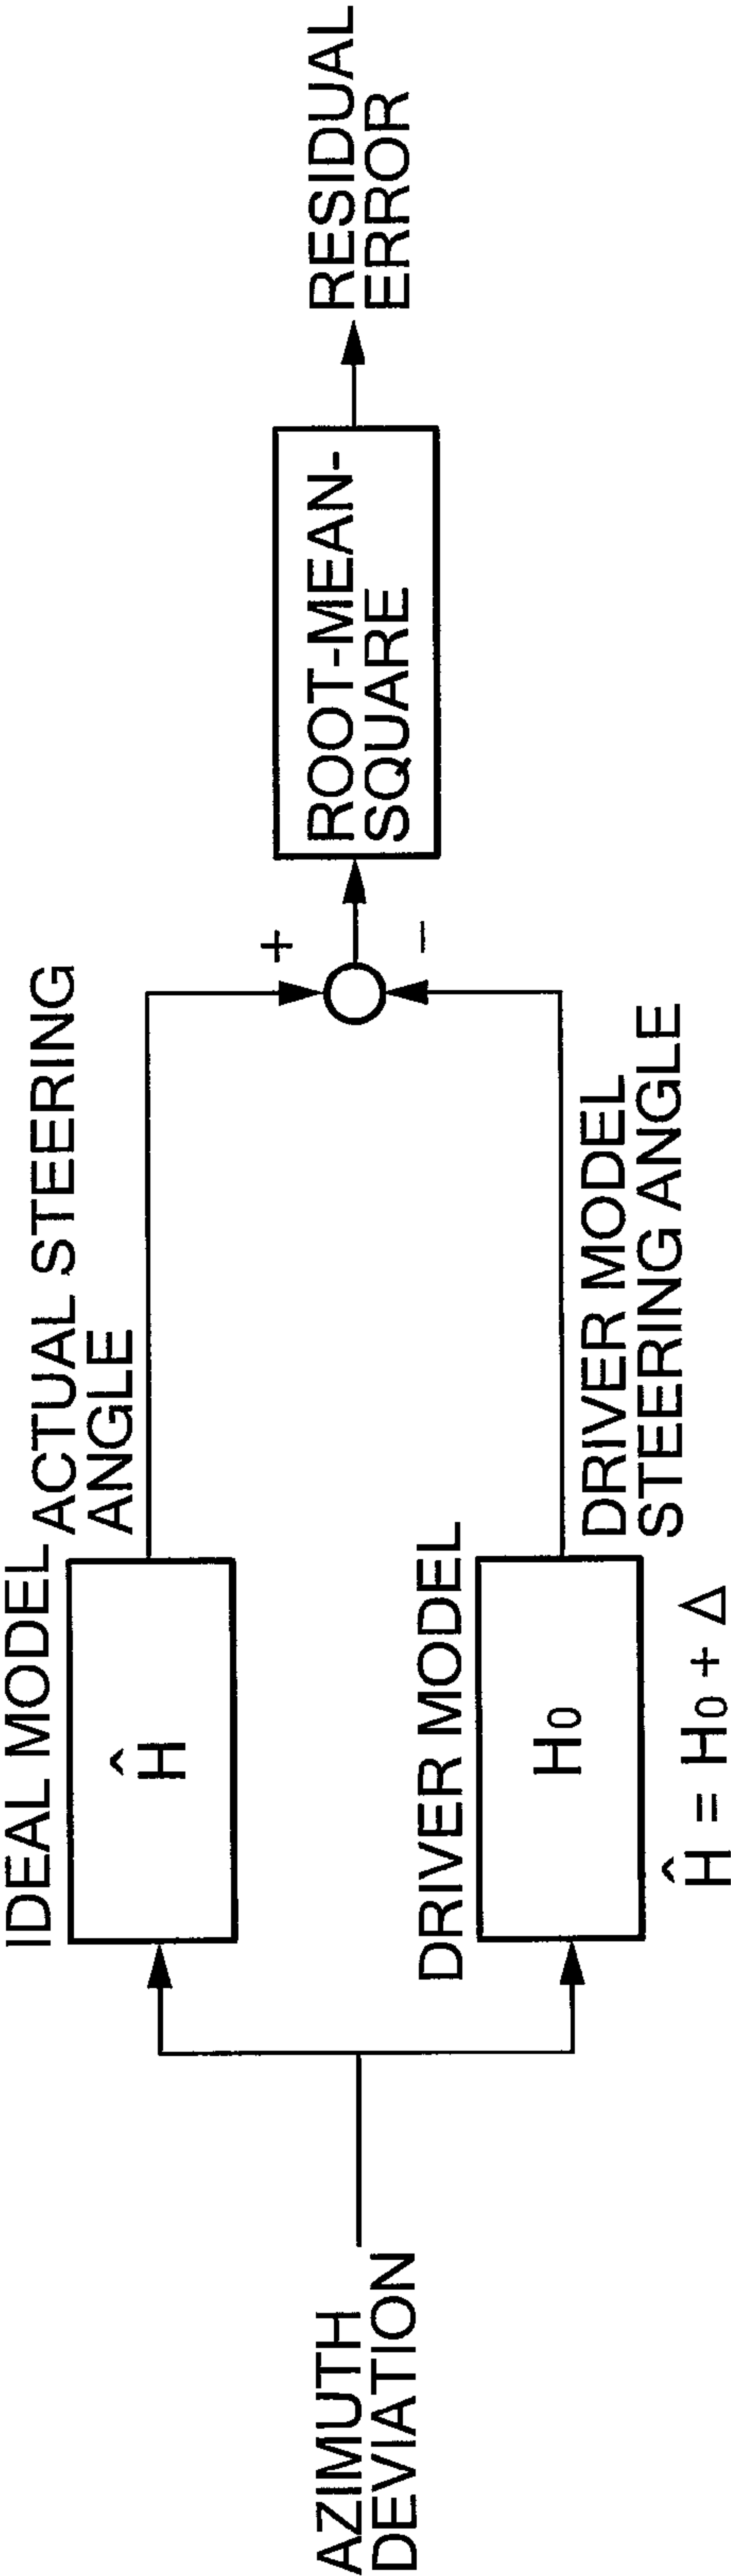 AZIMUTH
DEVIATION
IDEAL MODEL
Ĥ
ACTUAL STEERING
ANGLE
DRIVER MODEL
H₀
Ĥ = H₀ + Δ
DRIVER MODEL
STEERING ANGLE
+
−
ROOT-MEAN-
SQUARE
RESIDUAL
ERROR